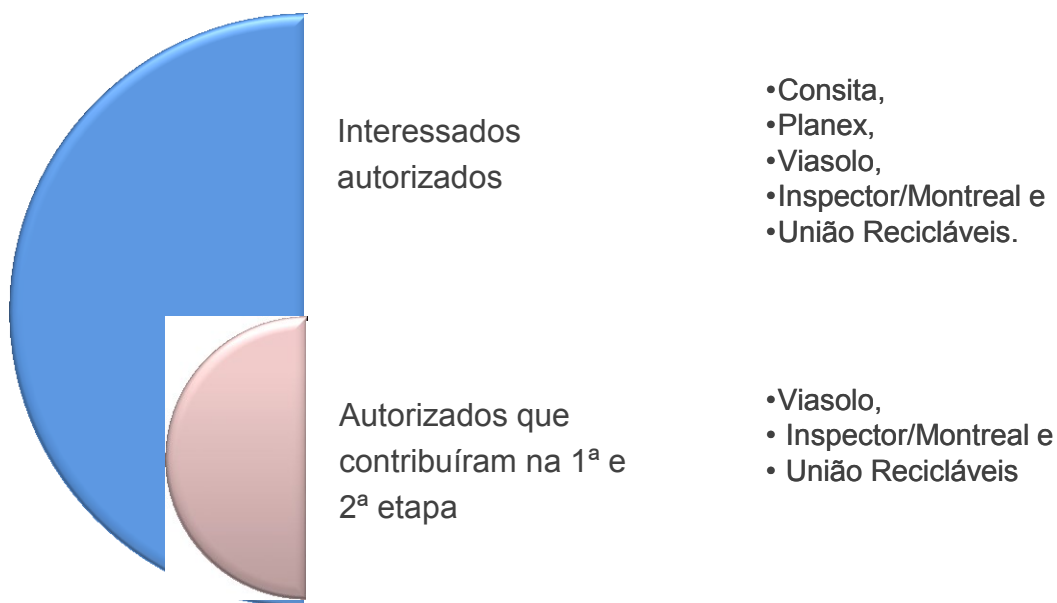 Interessados
autorizados
•Consita,
•Planex,
•Viasolo,
•Inspector/Montreal e
•União Recicláveis.
Autorizados que
contribuíram na 1ª e
2ª etapa
•Viasolo,
• Inspector/Montreal e
• União Recicláveis